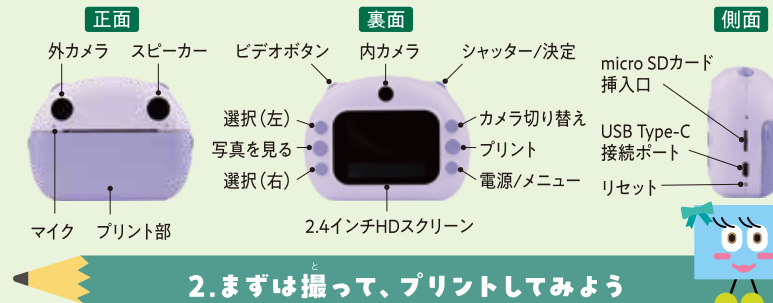 正面
外カメラ
スピーカー
マイク
プリント部
裏面
ビデオボタン
内カメラ
シャッター/決定
選択(左)
写真を見る
選択(右)
カメラ切り替え
プリント
電源/メニュー
2.4インチHDスクリーン
側面
micro SDカード
挿入口
USB Type-C
接続ポート
リセット
と
2.まずは撮って、プリントしてみよう